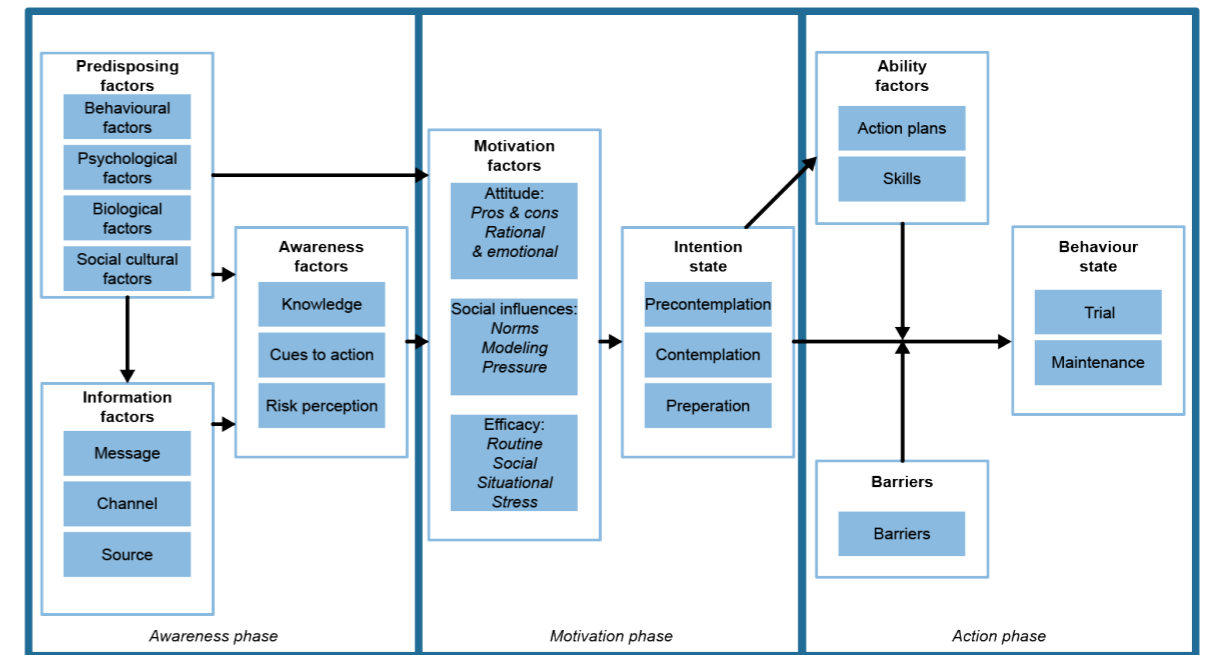 Predisposing
factors
Behavioural
factors
Psychological
factors
Biological
factors
Social cultural
factors
Information
factors
Message
Channel
Source
Awareness
factors
Knowledge
Cues to action
Risk perception
Awareness phase
Motivation
factors
Attitude:
Pros & cons
Rational
& emotional
Social influences:
Norms
Modeling
Pressure
Efficacy:
Routine
Social
Situational
Stress
Intention
state
Precontemplation
Contemplation
Preperation
Motivation phase
Ability
factors
Action plans
Skills
Barriers
Barriers
Behaviour
state
Trial
Maintenance
Action phase